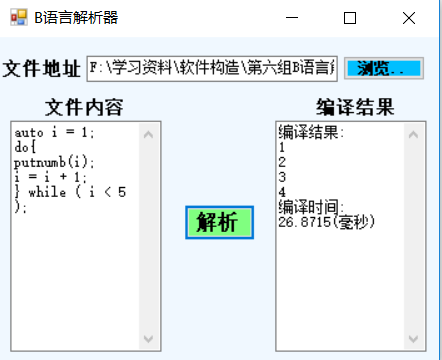 B语言解析器
文件地址 F:\学习资料\软件构造\第六组B语言 浏览..
文件内容
auto i = 1;
do{
putnumb(i);
i = i + 1;
} while ( i < 5
);
解析
编译结果
编译结果:
1
2
3
4
编译时间:
26.8715(毫秒)